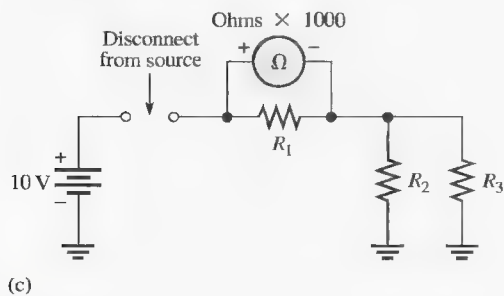 Ohms × 1000
Disconnect
from source
+ Ω −
R1
+
10 V
−
R2
R3
(c)